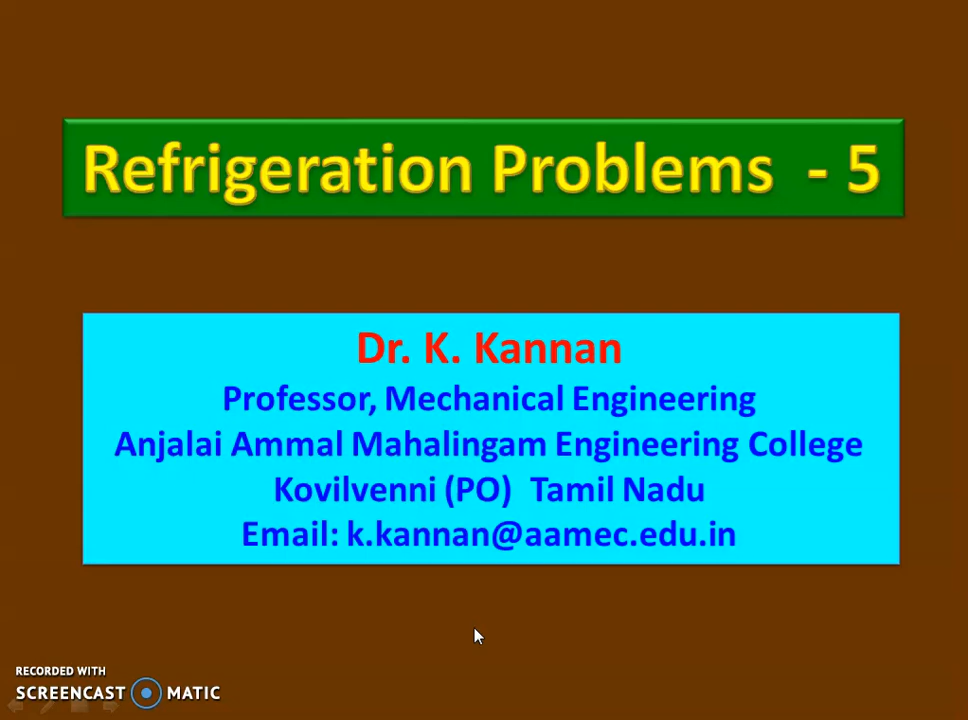 Refrigeration Problems - 5
Dr. K. Kannan
Professor, Mechanical Engineering
Anjalai Ammal Mahalingam Engineering College
Kovilvenni (PO) Tamil Nadu
Email: k.kannan@aamec.edu.in
RECORDED WITH
SCREENCAST MATIC